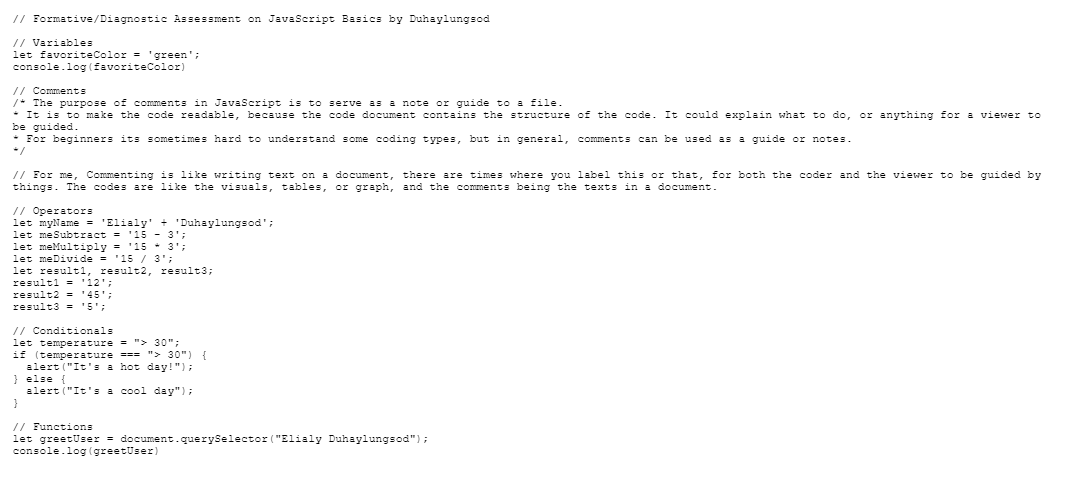 // Formative/Diagnostic Assessment on JavaScript Basics by Duhaylungsod

// Variables
let favoriteColor = 'green';
console.log(favoriteColor)

// Comments
/* The purpose of comments in JavaScript is to serve as a note or guide to a file.
* It is to make the code readable, because the code document contains the structure of the code. It could explain what to do, or anything for a viewer to
be guided.
* For beginners its sometimes hard to understand some coding types, but in general, comments can be used as a guide or notes.
*/

// For me, Commenting is like writing text on a document, there are times where you label this or that, for both the coder and the viewer to be guided by
things. The codes are like the visuals, tables, or graph, and the comments being the texts in a document.

// Operators
let myName = 'Elialy' + 'Duhaylungsod';
let meSubtract = '15 - 3';
let meMultiply = '15 * 3';
let meDivide = '15 / 3';
let result1, result2, result3;
result1 = '12';
result2 = '45';
result3 = '5';

// Conditionals
let temperature = "> 30";
if (temperature === "> 30") {
  alert("It's a hot day!");
} else {
  alert("It's a cool day");
}

// Functions
let greetUser = document.querySelector("Elialy Duhaylungsod");
console.log(greetUser)